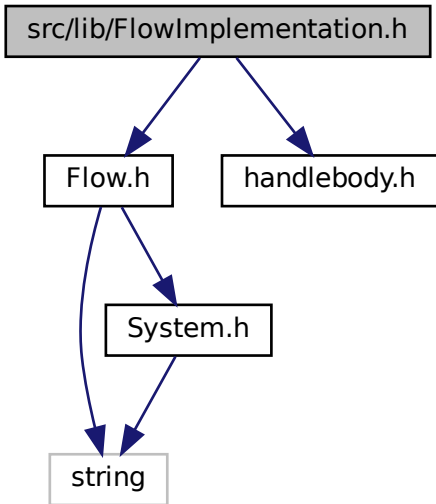 src/lib/FlowImplementation.h
Flow.h
handlebody.h
System.h
string